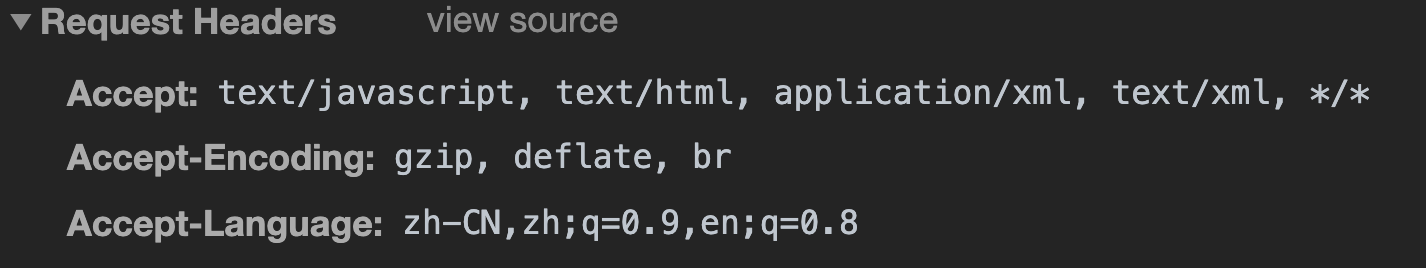 Request Headers view source
Accept: text/javascript, text/html, application/xml, text/xml, */*
Accept-Encoding: gzip, deflate, br
Accept-Language: zh-CN,zh;q=0.9,en;q=0.8